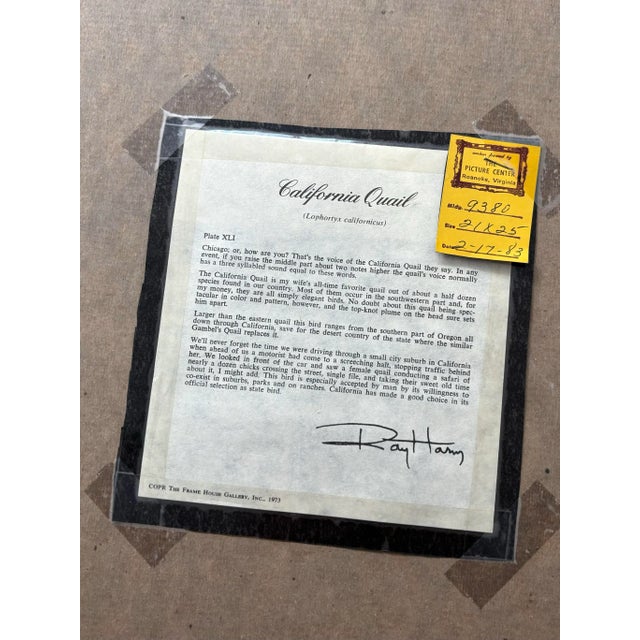 California Quail
(Lophortyx californicus)
Plate XLI
Chicago; or, how are you? That's the voice of the California Quail they say. In any
event, if you raise the middle part about two notes higher the quail's voice normally
has a three syllabled sound equal to these words.
The California Quail is my wife's all-time favorite quail out of about a half dozen
species found in our country. Most of them occur in the southwestern part and, for
my money, they are all simply elegant birds. No doubt about this quail being spec-
tacular in color and pattern, however, and the top-knot plume on the head sure sets
him apart.
Larger than the eastern quail this bird ranges from the southern part of Oregon all
down through California, save for the desert country of the state where the similar
Gambel's Quail replaces it.
We'll never forget the time we were driving through a small city suburb in California
when ahead of us a motorist had come to a screeching halt, stopping traffic behind
her. We looked in front of the car and saw a female quail conducting a safari of
nearly a dozen chicks crossing the street, single file, and taking their sweet old time
about it, I might add. This bird is especially accepted by man by its willingness to
co-exist in suburbs, parks and on ranches. California has made a good choice in its
official selection as state bird.
Ray Harm
COPR THE FRAME HOUSE GALLERY, INC., 1973
another framed by
THE
PICTURE CENTER
Roanoke, Virginia
Mldg. 9380
Size 21X25
Date 2-17-83